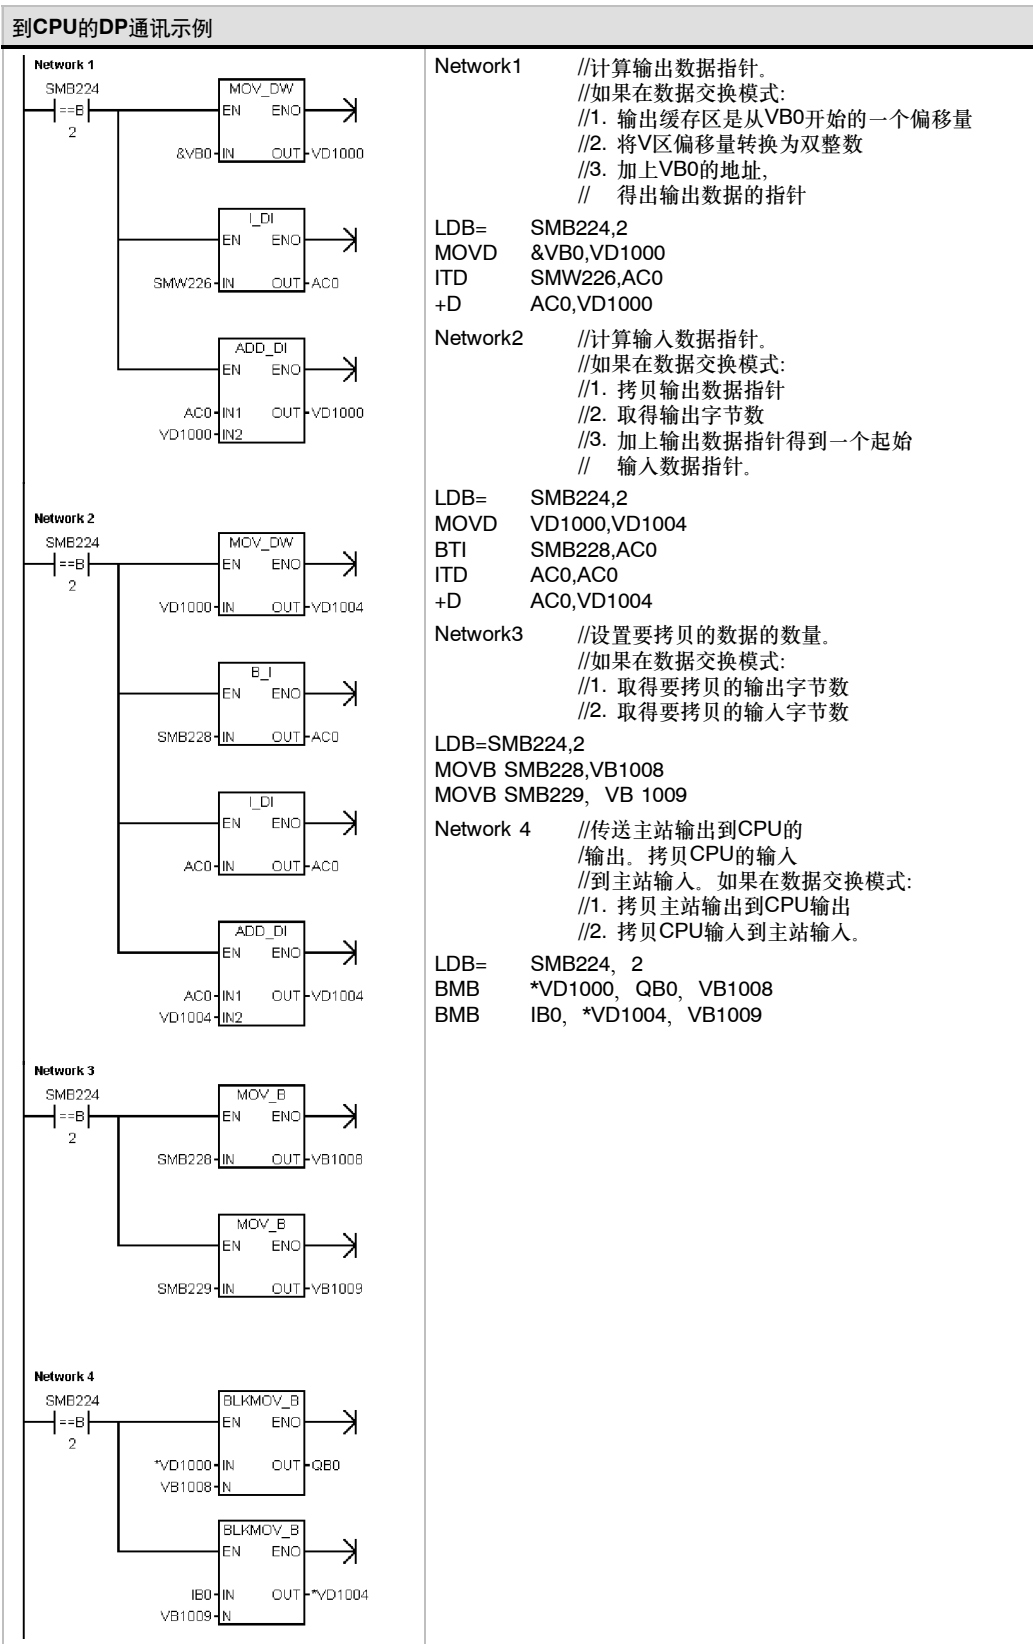 到CPU的DP通讯示例
Network 1
SMB224
==B
2
MOV_DW
EN ENO
&VB0 IN OUT VD1000
I_DI
EN ENO
SMW226 IN OUT AC0
ADD_DI
EN ENO
AC0 IN1 OUT VD1000
VD1000 IN2
Network 2
SMB224
==B
2
MOV_DW
EN ENO
VD1000 IN OUT VD1004
B_I
EN ENO
SMB228 IN OUT AC0
I_DI
EN ENO
AC0 IN OUT AC0
ADD_DI
EN ENO
AC0 IN1 OUT VD1004
VD1004 IN2
Network 3
SMB224
==B
2
MOV_B
EN ENO
SMB228 IN OUT VB1008
MOV_B
EN ENO
SMB229 IN OUT VB1009
Network 4
SMB224
==B
2
BLKMOV_B
EN ENO
*VD1000 IN OUT QB0
VB1008 N
BLKMOV_B
EN ENO
IB0 IN OUT *VD1004
VB1009 N
Network1 //计算输出数据指针。
//如果在数据交换模式:
//1. 输出缓存区是从VB0开始的一个偏移量
//2. 将V区偏移量转换为双整数
//3. 加上VB0的地址,
// 得出输出数据的指针
LDB= SMB224,2
MOVD &VB0,VD1000
ITD SMW226,AC0
+D AC0,VD1000
Network2 //计算输入数据指针。
//如果在数据交换模式:
//1. 拷贝输出数据指针
//2. 取得输出字节数
//3. 加上输出数据指针得到一个起始
// 输入数据指针。
LDB= SMB224,2
MOVD VD1000,VD1004
BTI SMB228,AC0
ITD AC0,AC0
+D AC0,VD1004
Network3 //设置要拷贝的数据的数量。
//如果在数据交换模式:
//1. 取得要拷贝的输出字节数
//2. 取得要拷贝的输入字节数
LDB=SMB224,2
MOVB SMB228,VB1008
MOVB SMB229，VB 1009
Network 4 //传送主站输出到CPU的
/输出。拷贝CPU的输入
//到主站输入。如果在数据交换模式:
//1. 拷贝主站输出到CPU输出
//2. 拷贝CPU输入到主站输入。
LDB= SMB224，2
BMB *VD1000，QB0，VB1008
BMB IB0，*VD1004，VB1009